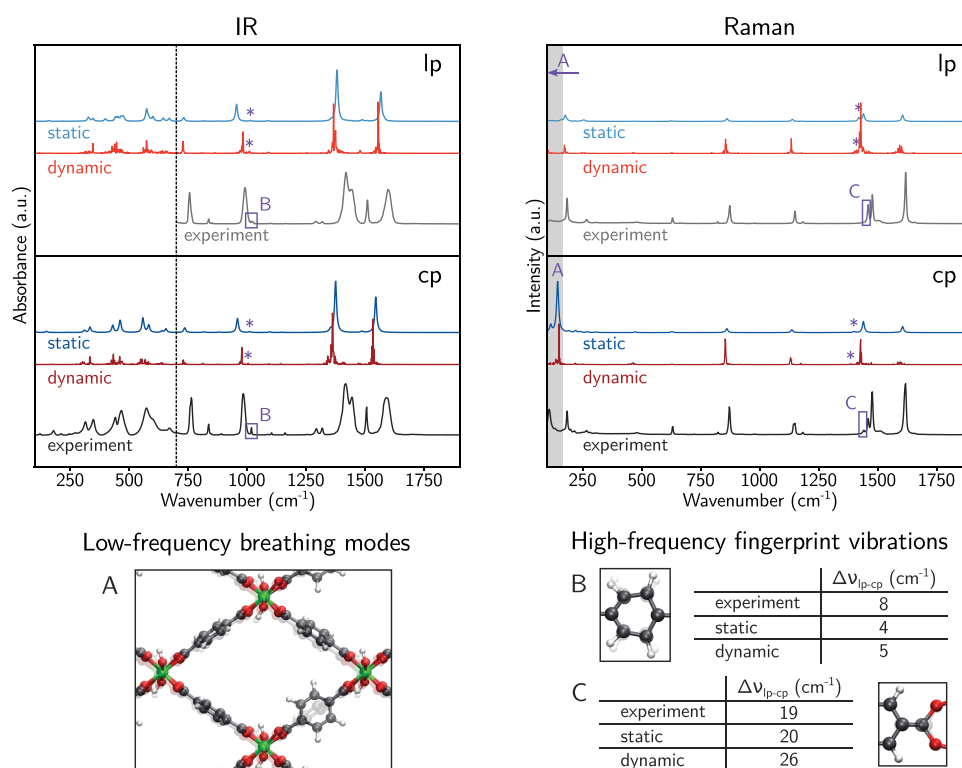 IR
Raman
lp
static
*
dynamic
*
B
experiment
cp
static
*
dynamic
*
B
experiment
Absorbance (a.u.)
250 500 750 1000 1250 1500 1750
Wavenumber (cm-1)
A
lp
*
static
*
dynamic
C
experiment
A
cp
static
*
dynamic
*
C
experiment
Intensity (a.u.)
250 500 750 1000 1250 1500 1750
Wavenumber (cm-1)
Low-frequency breathing modes
A
High-frequency fingerprint vibrations
B
Δνlp-cp (cm-1)
experiment 8
static 4
dynamic 5
C
Δνlp-cp (cm-1)
experiment 19
static 20
dynamic 26